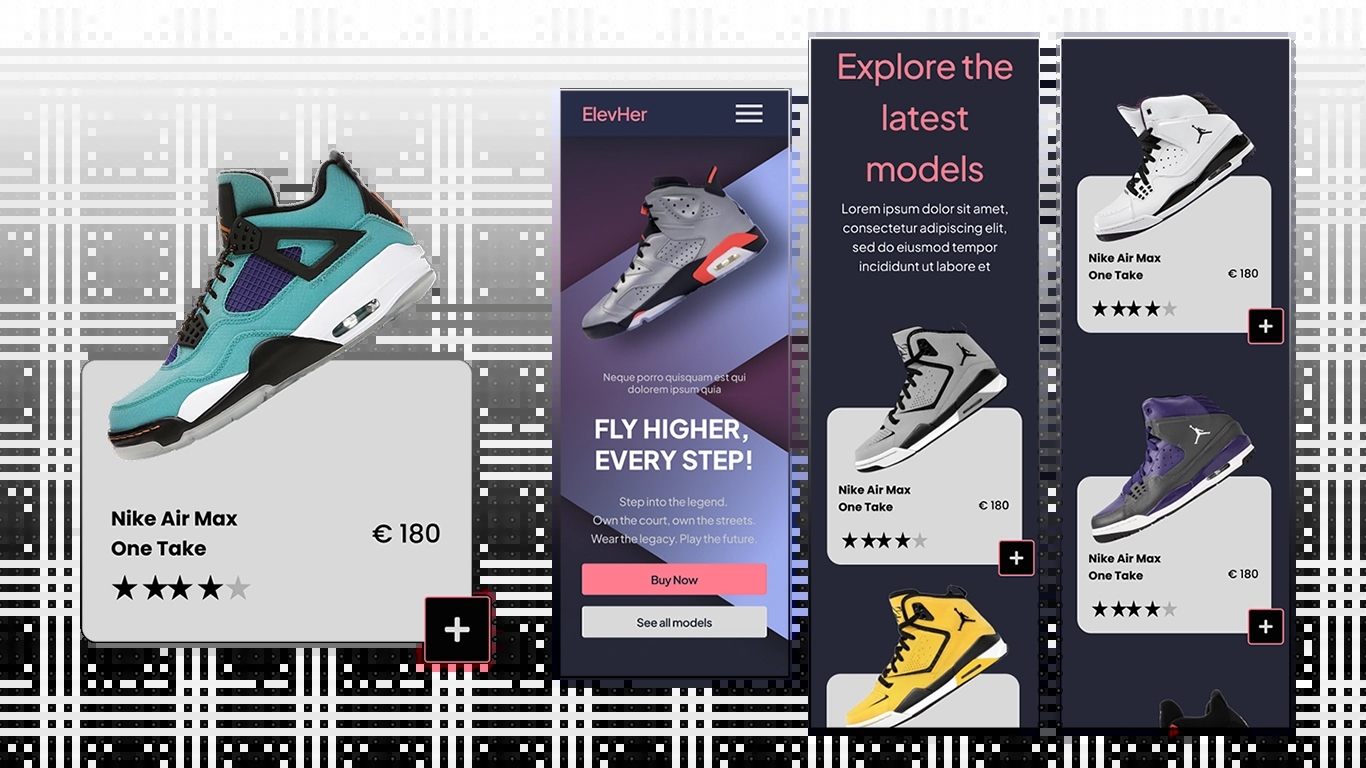 Nike Air Max
One Take
€ 180
ElevHer
Neque porro quisquam est qui
dolorem ipsum quia
FLY HIGHER,
EVERY STEP!
Step into the legend.
Own the court, own the streets.
Wear the legacy. Play the future.
Buy Now
See all models
Explore the
latest
models
Lorem ipsum dolor sit amet,
consectetur adipiscing elit,
sed do eiusmod tempor
incididunt ut labore et
Nike Air Max
One Take
€ 180
Nike Air Max
One Take
€ 180
Nike Air Max
One Take
€ 180